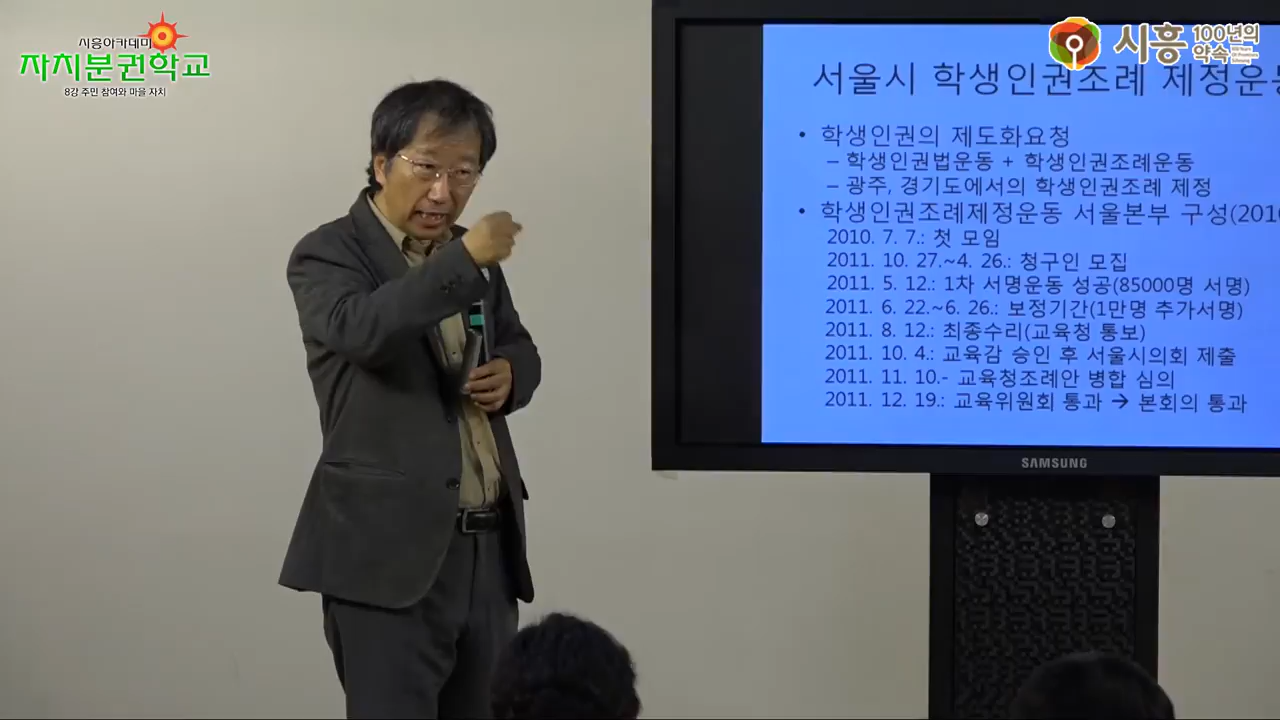 시흥아카데미
자치분권학교
8강 주민 참여와 마을 자치
시흥 100년의 약속
서울시 학생인권조례 제정운동
• 학생인권의 제도화요청
– 학생인권법운동 + 학생인권조례운동
– 광주, 경기도에서의 학생인권조례 제정
• 학생인권조례제정운동 서울본부 구성(2010
2010. 7. 7.: 첫 모임
2011. 10. 27.~4. 26.: 청구인 모집
2011. 5. 12.: 1차 서명운동 성공(85000명 서명)
2011. 6. 22.~6. 26.: 보정기간(1만명 추가서명)
2011. 8. 12.: 최종수리(교육청 통보)
2011. 10. 4.: 교육감 승인 후 서울시의회 제출
2011. 11. 10.- 교육청조례안 병합 심의
2011. 12. 19.: 교육위원회 통과 → 본회의 통과
SAMSUNG